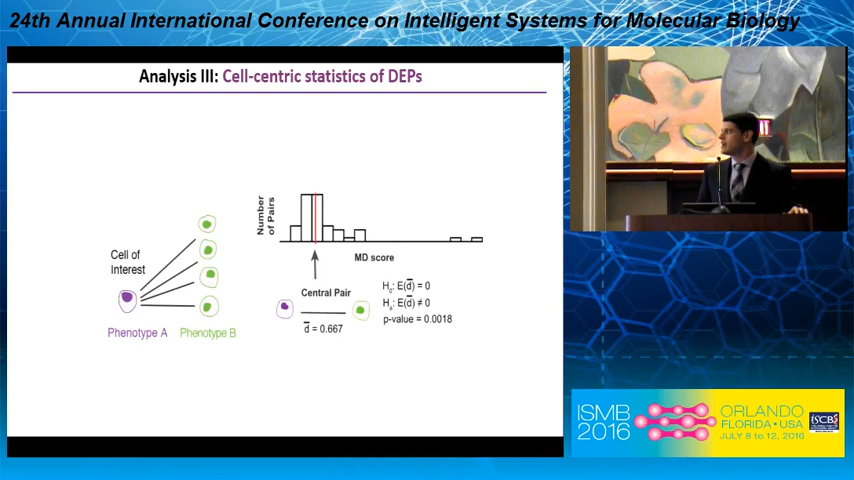 24th Annual International Conference on Intelligent Systems for Molecular Biology
Analysis III: Cell-centric statistics of DEPs
Cell of
Interest
Phenotype A
Phenotype B
Number
of Pairs
MD score
Central Pair
d̅ = 0.667
H₀: E(d̅) = 0
Hₐ: E(d̅) ≠ 0
p-value = 0.0018
ISMB
2016
ORLANDO
FLORIDA • USA
JULY 8 to 12, 2016
ISCB